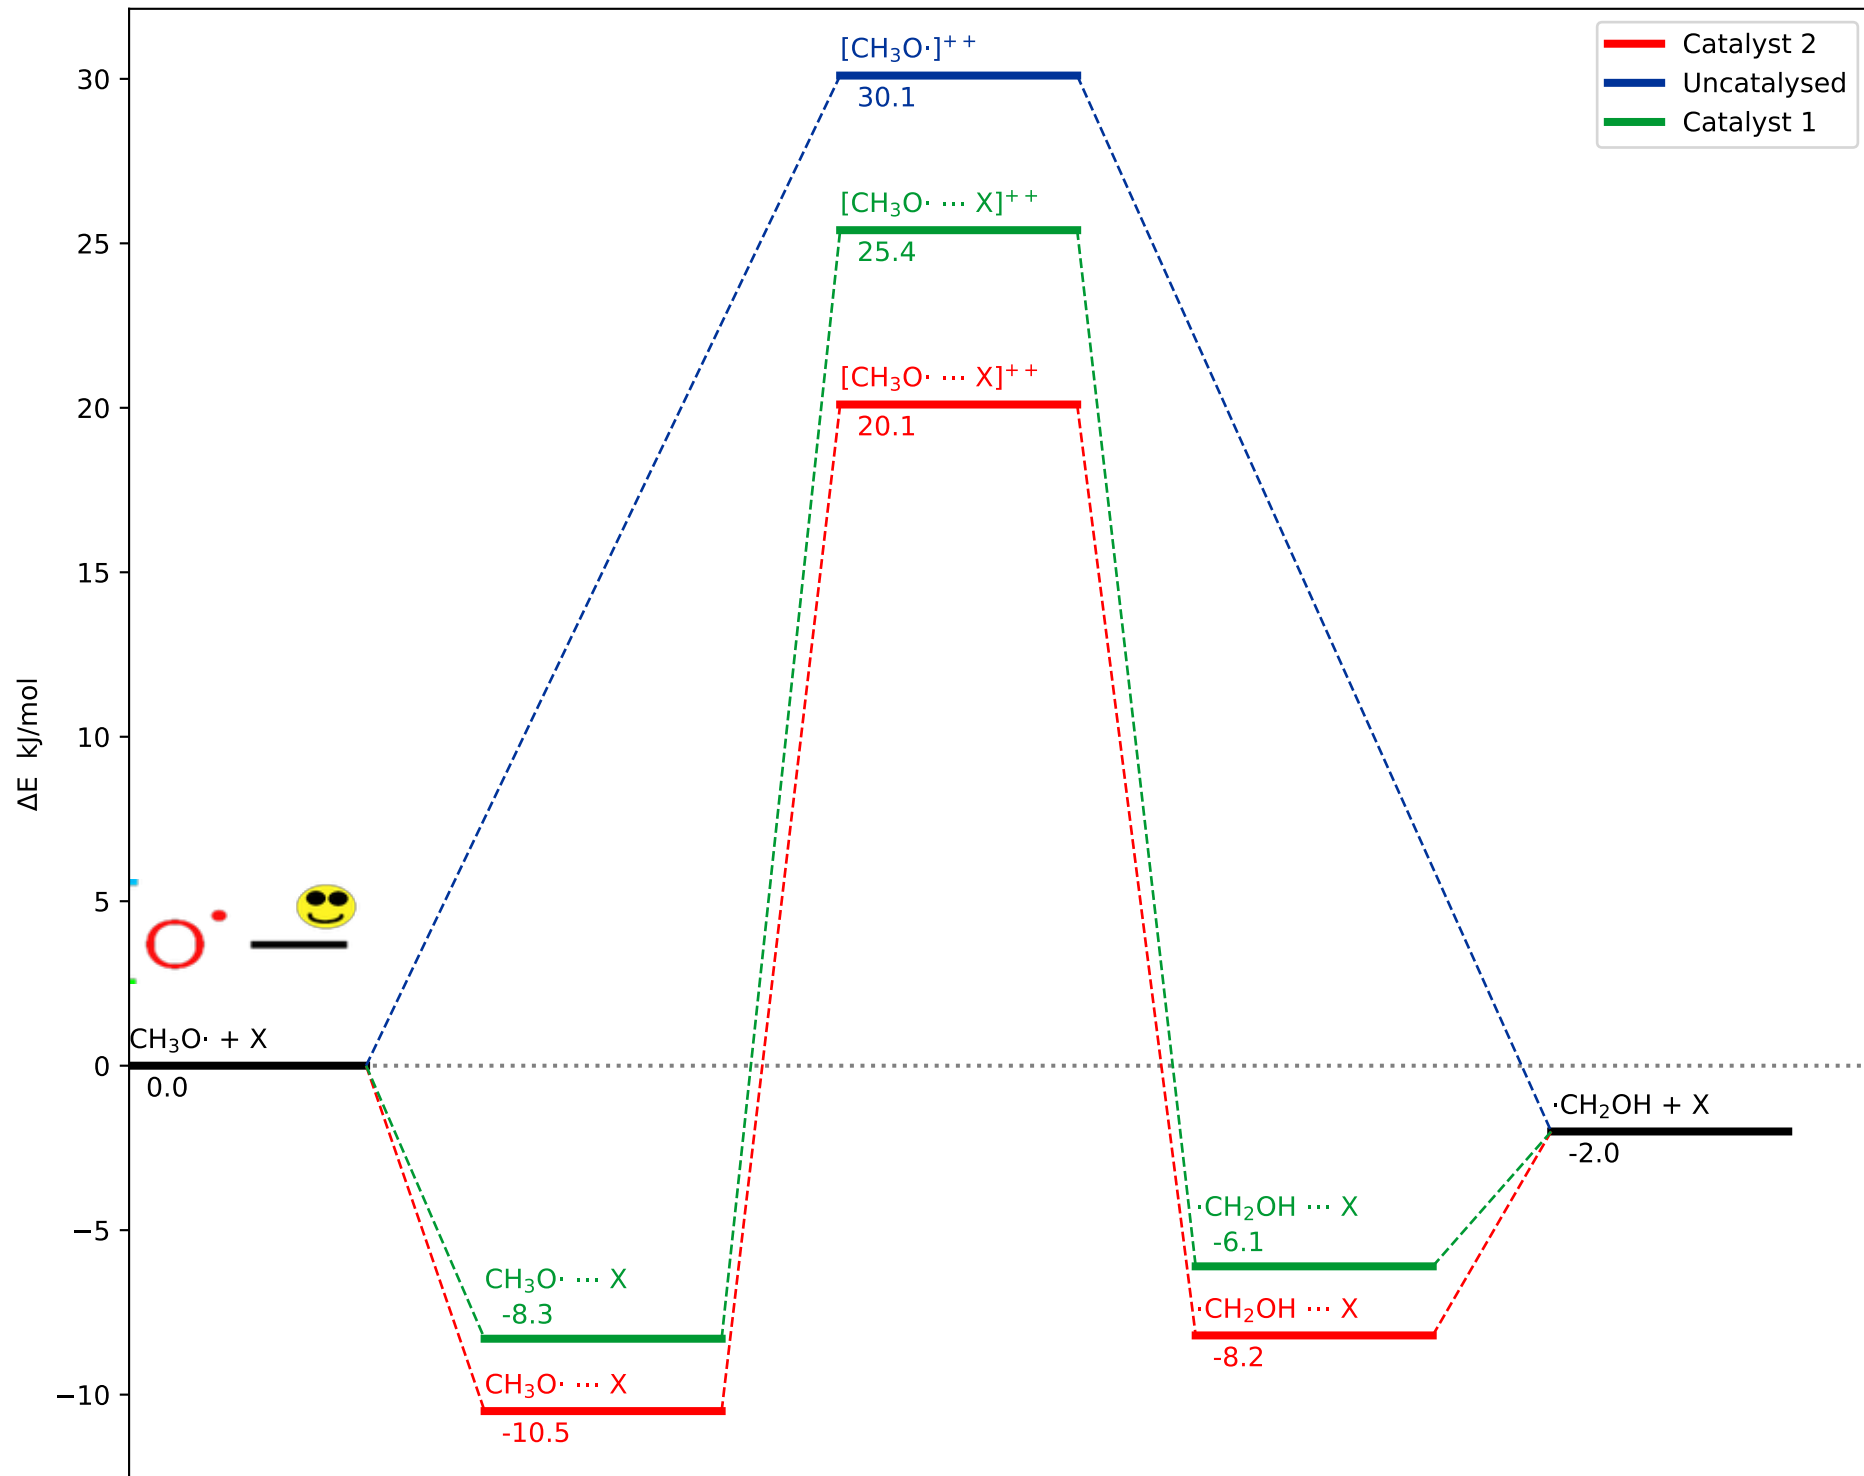 [CH₃O·]⁺⁺
30.1
Catalyst 2
Uncatalysed
Catalyst 1
30
[CH₃O· ··· X]⁺⁺
25.4
25
[CH₃O· ··· X]⁺⁺
20.1
20
15
10
ΔE kJ/mol
5
O·
CH₃O· + X
0
0.0
·CH₂OH + X
-2.0
·CH₂OH ··· X
-6.1
−5
CH₃O· ··· X
-8.3
·CH₂OH ··· X
-8.2
CH₃O· ··· X
-10.5
−10